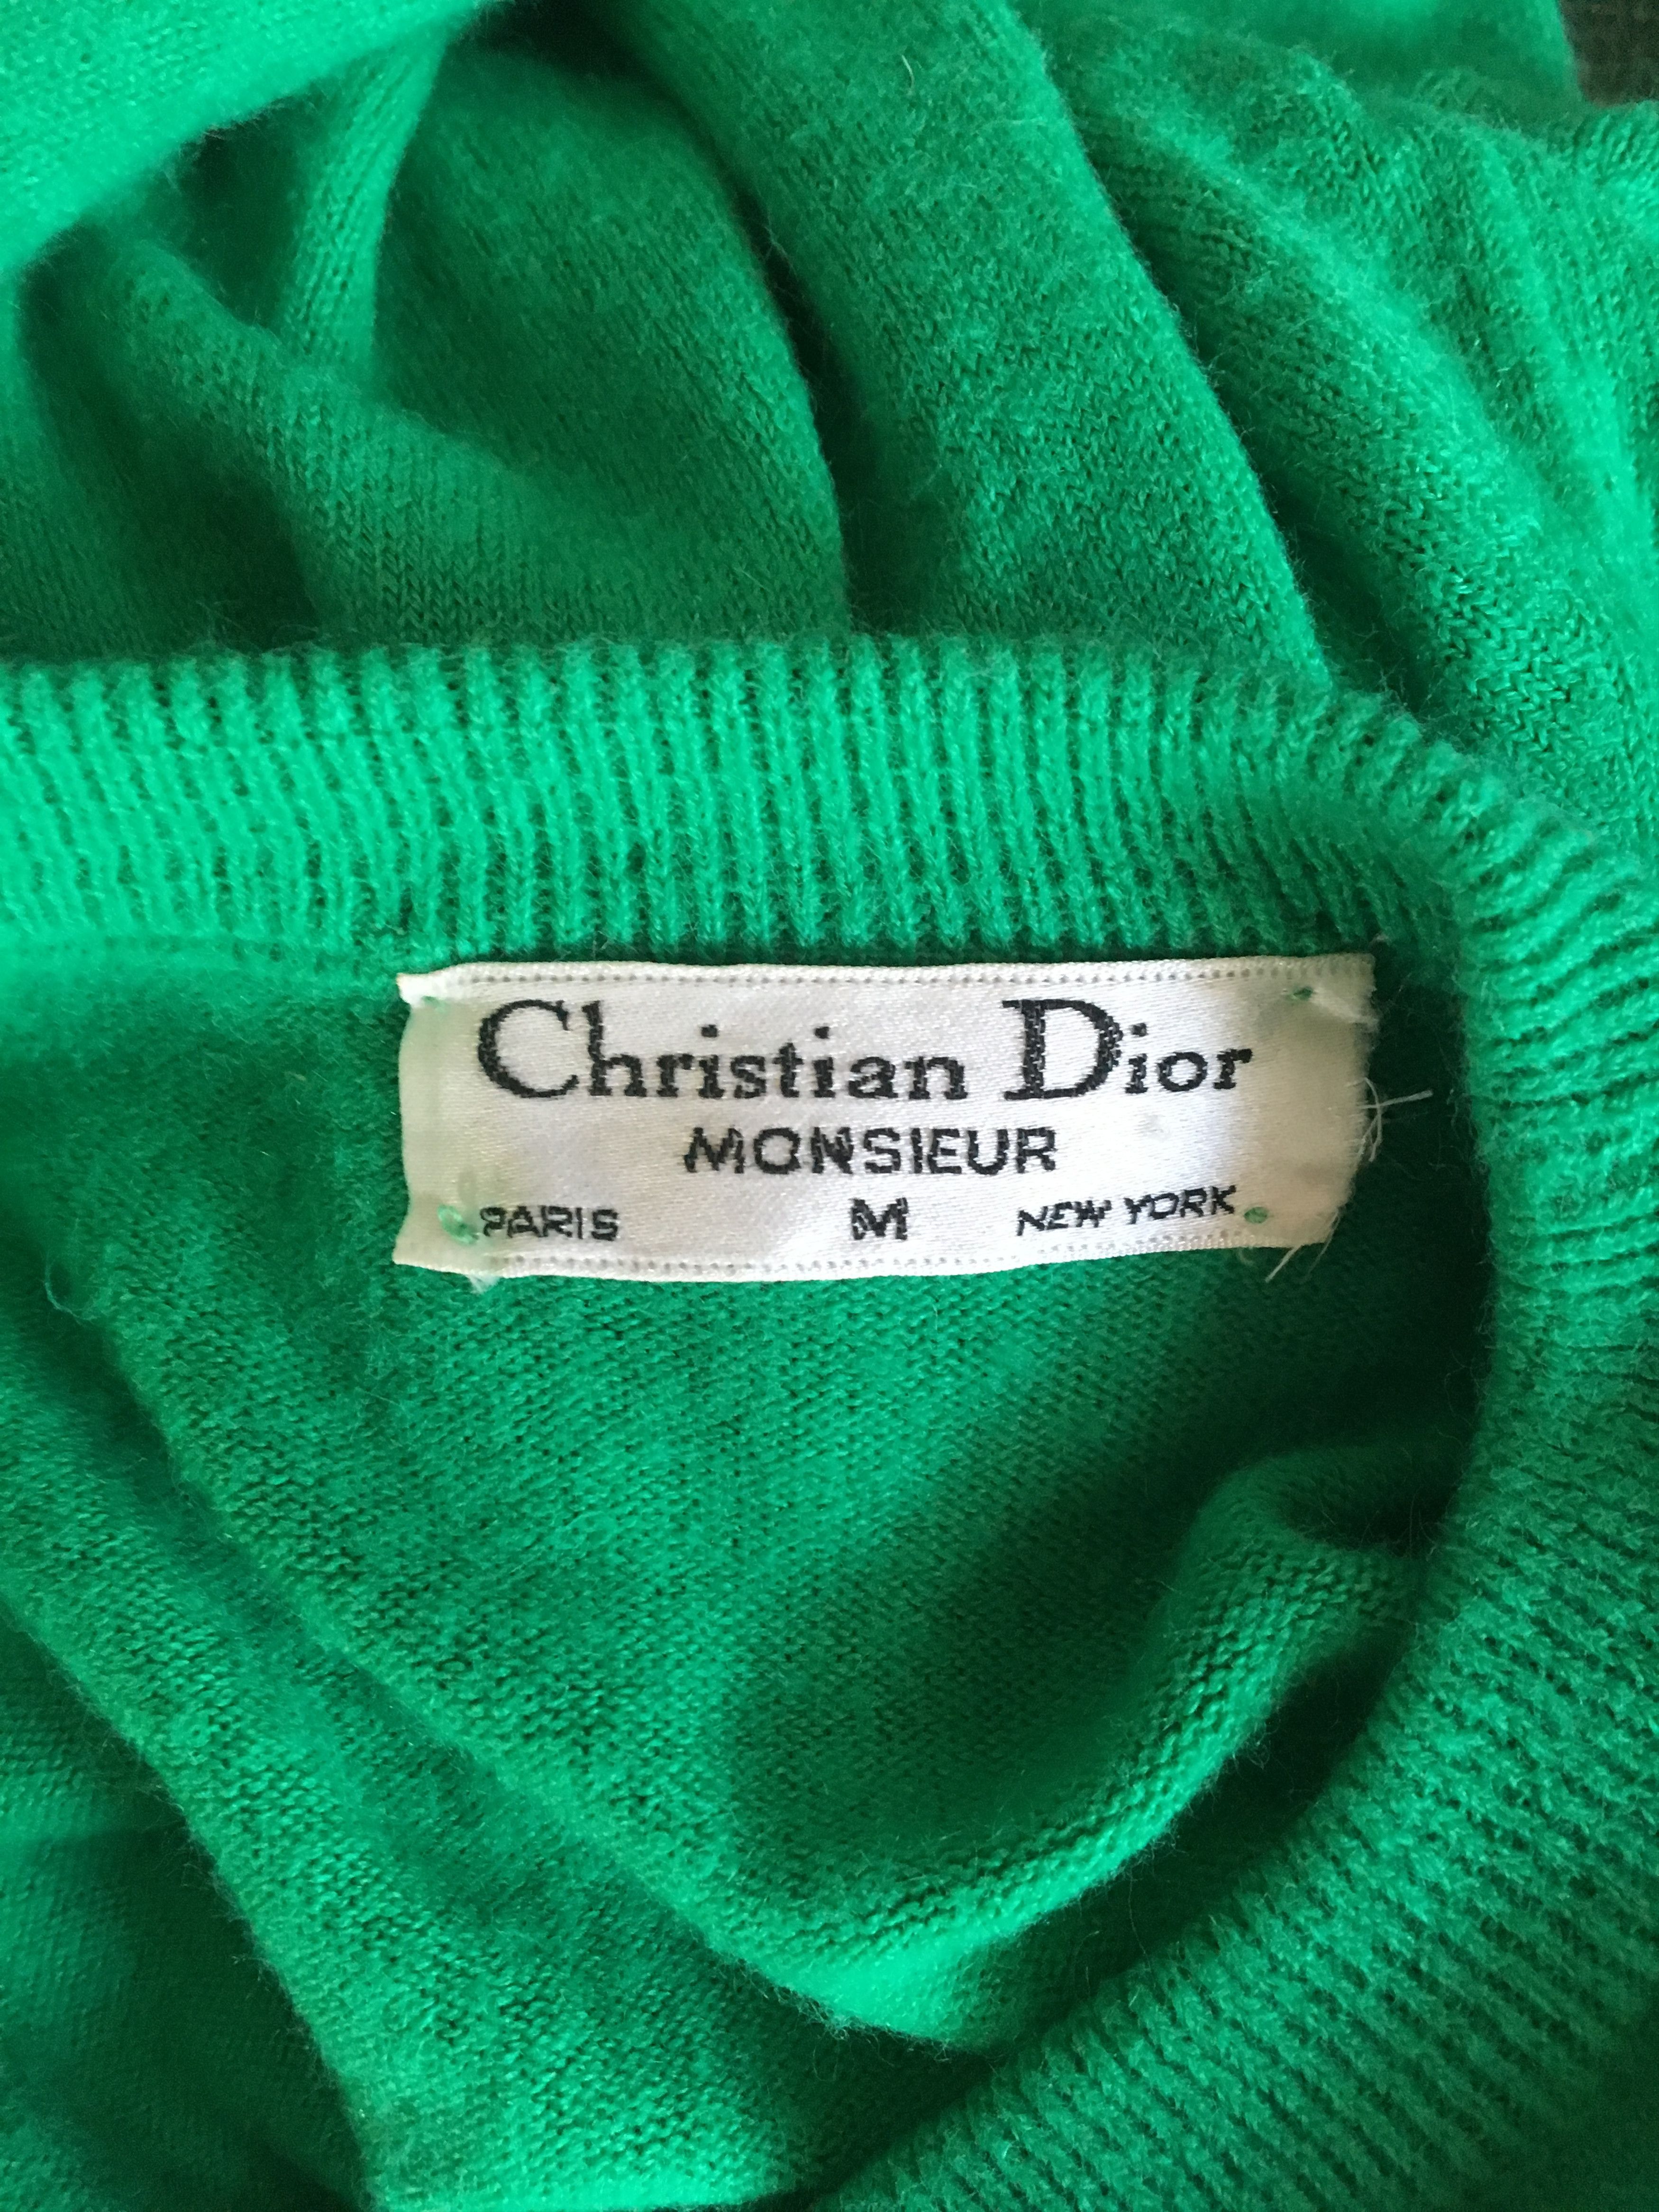 Christian Dior
MONSIEUR
PARIS M NEW YORK